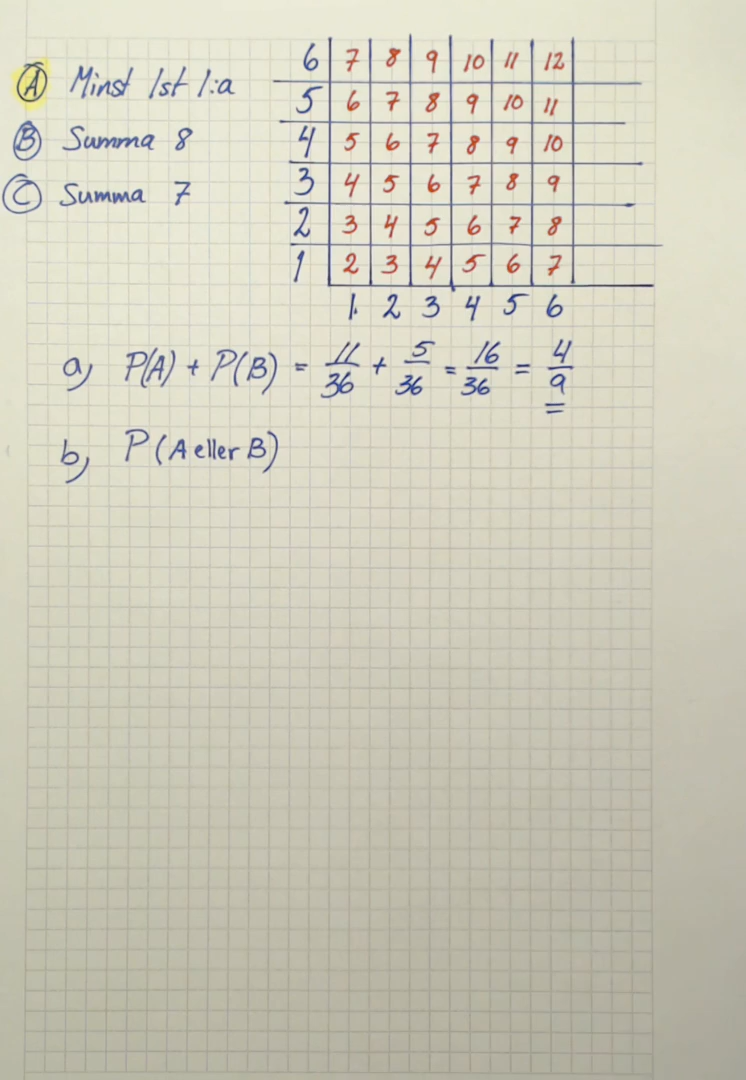 Ⓐ Minst 1st 1:a
Ⓑ Summa 8
Ⓒ Summa 7
6 7 8 9 10 11 12
5 6 7 8 9 10 11
4 5 6 7 8 9 10
3 4 5 6 7 8 9
2 3 4 5 6 7 8
1 2 3 4 5 6 7
1 2 3 4 5 6
a) P(A) + P(B) = 11/36 + 5/36 = 16/36 = 4/9
b) P(A eller B)